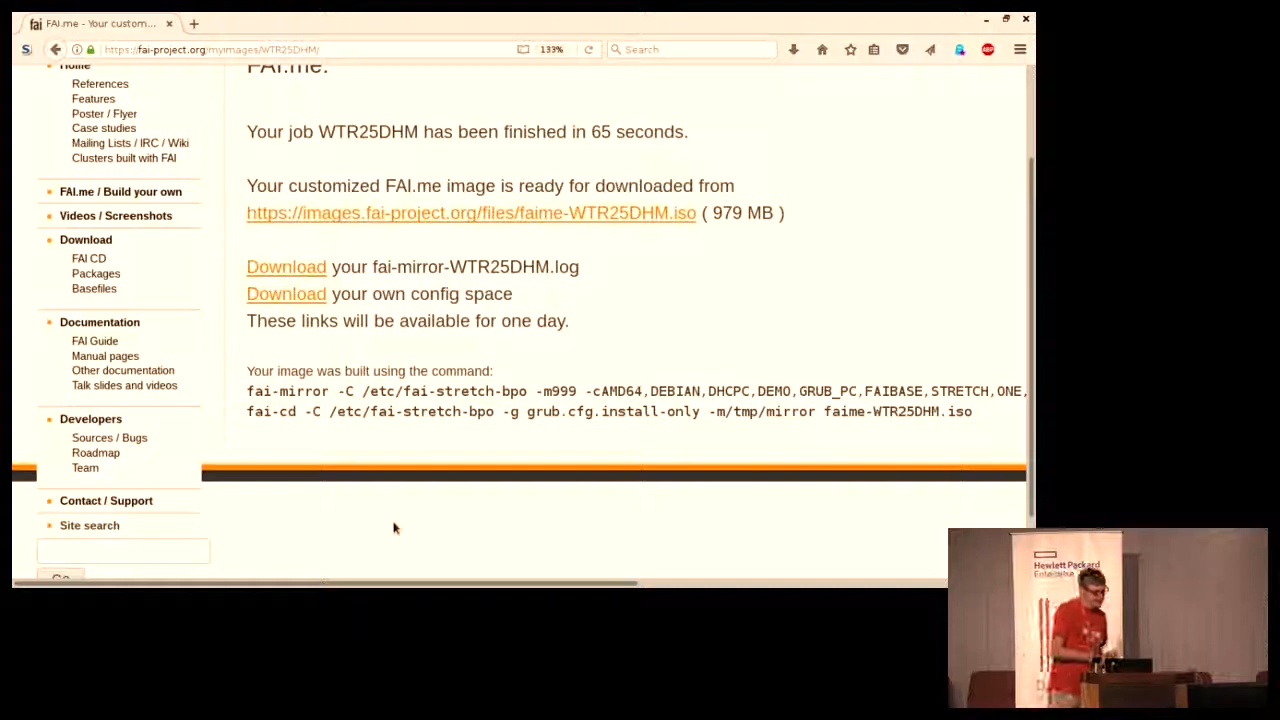 fai FAI.me - Your custom... × +
https://fai-project.org/myimages/WTR25DHM/ 133% Search ABP
Home
References
Features
Poster / Flyer
Case studies
Mailing Lists / IRC / Wiki
Clusters built with FAI
FAI.me / Build your own
Videos / Screenshots
Download
FAI CD
Packages
Basefiles
Documentation
FAI Guide
Manual pages
Other documentation
Talk slides and videos
Developers
Sources / Bugs
Roadmap
Team
Contact / Support
Site search
Go
FAI.me:
Your job WTR25DHM has been finished in 65 seconds.
Your customized FAI.me image is ready for downloaded from
https://images.fai-project.org/files/faime-WTR25DHM.iso ( 979 MB )
Download your fai-mirror-WTR25DHM.log
Download your own config space
These links will be available for one day.
Your image was built using the command:
fai-mirror -C /etc/fai-stretch-bpo -m999 -cAMD64,DEBIAN,DHCPC,DEMO,GRUB_PC,FAIBASE,STRETCH,ONE,
fai-cd -C /etc/fai-stretch-bpo -g grub.cfg.install-only -m/tmp/mirror faime-WTR25DHM.iso
Hewlett Packard
Enterprise